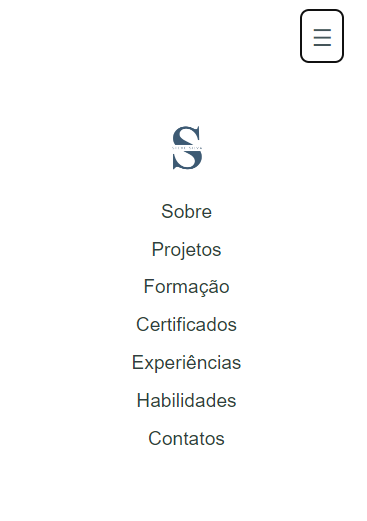 S
Sobre
Projetos
Formação
Certificados
Experiências
Habilidades
Contatos